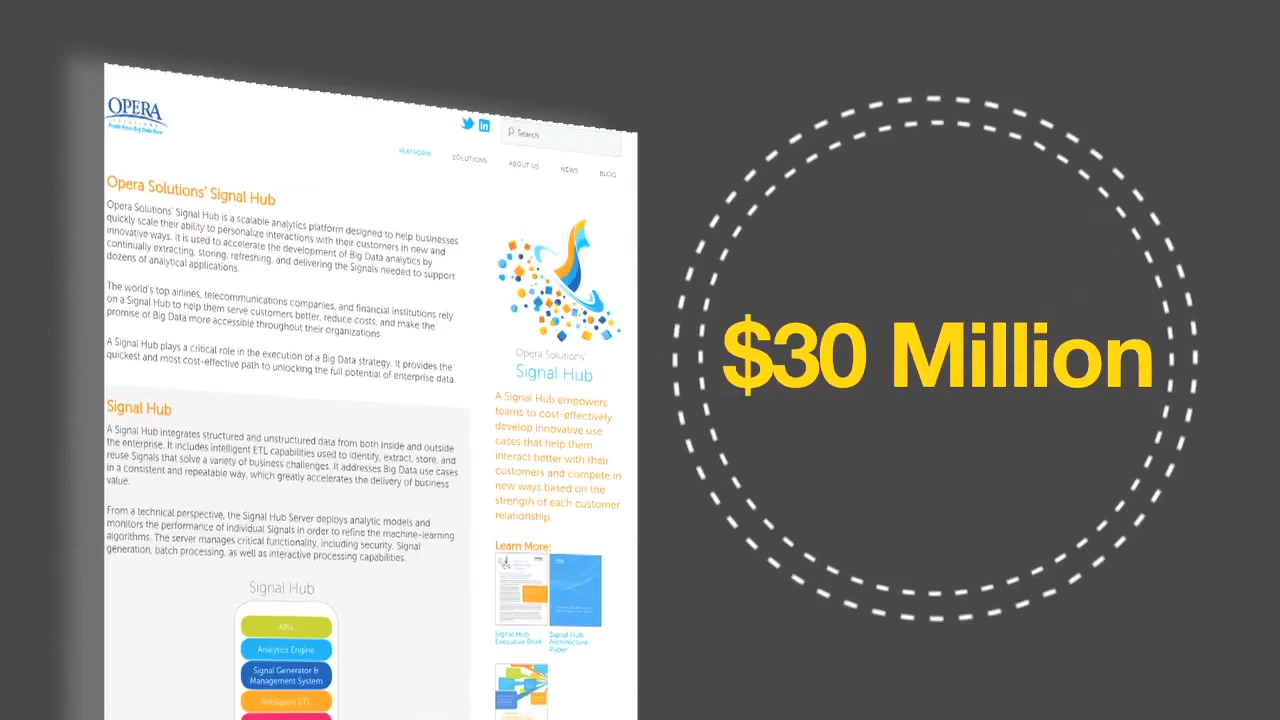 OPERA
SOLUTIONS
Profit from Big Data flow
Search
PLATFORM
SOLUTIONS
ABOUT US
NEWS
BLOG
Opera Solutions' Signal Hub
Opera Solutions' Signal Hub is a scalable analytics platform designed to help businesses
quickly scale their ability to personalize interactions with their customers in new and
innovative ways. It is used to accelerate the development of Big Data analytics by
continually extracting, storing, refreshing, and delivering the Signals needed to support
dozens of analytical applications.
The world's top airlines, telecommunications companies, and financial institutions rely
on a Signal Hub to help them serve customers better, reduce costs, and make the
promise of Big Data more accessible throughout their organizations.
A Signal Hub plays a critical role in the execution of a Big Data strategy. It provides the
quickest and most cost-effective path to unlocking the full potential of enterprise data.
Signal Hub
A Signal Hub integrates structured and unstructured data from both inside and outside
the enterprise. It includes intelligent ETL capabilities used to identify, extract, store, and
reuse Signals that solve a variety of business challenges. It addresses Big Data use cases
in a consistent and repeatable way, which greatly accelerates the delivery of business
value.
From a technical perspective, the Signal Hub Server deploys analytic models and
monitors the performance of individual Signals in order to refine the machine-learning
algorithms. The server manages critical functionality, including security, Signal
generation, batch processing, as well as interactive processing capabilities.
Signal Hub
APIs
Analytics Engine
Signal Generator &
Management System
Intelligent ETL
Opera Solutions'
Signal Hub
A Signal Hub empowers
teams to cost-effectively
develop innovative use
cases that help them
interact better with their
customers and compete in
new ways based on the
strength of each customer
relationship
Learn More:
Signal Hub
Executive Brief
Signal Hub
Architecture
Paper
$30 Million